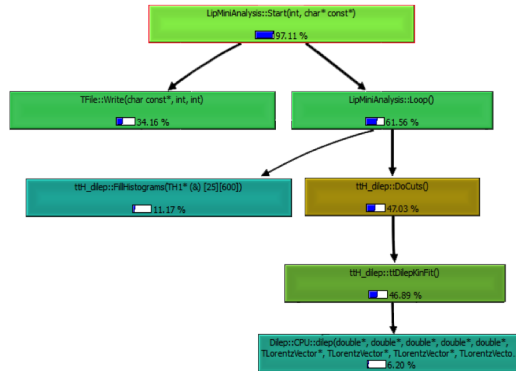 LipMiniAnalysis::Start(int, char* const*)
97.11 %
TFile::Write(char const*, int, int)
34.16 %
LipMiniAnalysis::Loop()
61.56 %
ttH_dilep::FillHistograms(TH1* (&) [25][600])
11.17 %
ttH_dilep::DoCuts()
47.03 %
ttH_dilep::ttDilepKinFit()
46.89 %
Dilep::CPU::dilep(double*, double*, double*, double*, double*,
TLorentzVector*, TLorentzVector*, TLorentzVector*, TLorentzVecto...
6.20 %